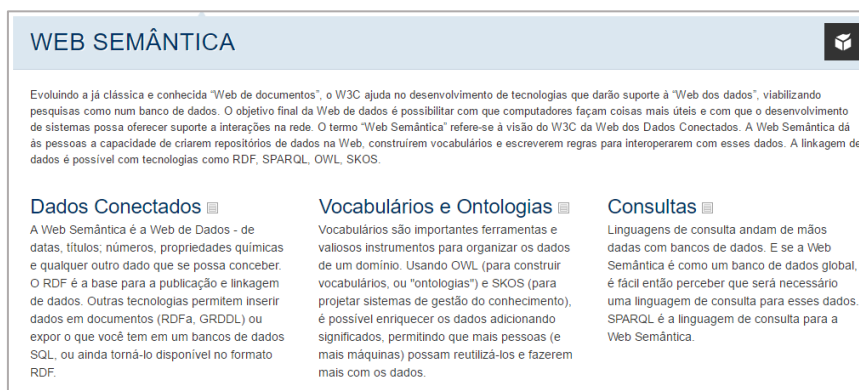 WEB SEMÂNTICA
Evoluindo a já clássica e conhecida “Web de documentos”, o W3C ajuda no desenvolvimento de tecnologias que darão suporte à “Web dos dados”, viabilizando
pesquisas como num banco de dados. O objetivo final da Web de dados é possibilitar com que computadores façam coisas mais úteis e com que o desenvolvimento
de sistemas possa oferecer suporte a interações na rede. O termo “Web Semântica” refere-se à visão do W3C da Web dos Dados Conectados. A Web Semântica dá
às pessoas a capacidade de criarem repositórios de dados na Web, construírem vocabulários e escreverem regras para interoperarem com esses dados. A linkagem de
dados é possível com tecnologias como RDF, SPARQL, OWL, SKOS.
Dados Conectados
A Web Semântica é a Web de Dados - de
datas, títulos; números, propriedades químicas
e qualquer outro dado que se possa conceber.
O RDF é a base para a publicação e linkagem
de dados. Outras tecnologias permitem inserir
dados em documentos (RDFa, GRDDL) ou
expor o que você tem em um bancos de dados
SQL, ou ainda torná-lo disponível no formato
RDF.
Vocabulários e Ontologias
Vocabulários são importantes ferramentas e
valiosos instrumentos para organizar os dados
de um domínio. Usando OWL (para construir
vocabulários, ou "ontologias") e SKOS (para
projetar sistemas de gestão do conhecimento),
é possível enriquecer os dados adicionando
significados, permitindo que mais pessoas (e
mais máquinas) possam reutilizá-los e fazerem
mais com os dados.
Consultas
Linguagens de consulta andam de mãos
dadas com bancos de dados. E se a Web
Semântica é como um banco de dados global,
é fácil então perceber que será necessário
uma linguagem de consulta para esses dados.
SPARQL é a linguagem de consulta para a
Web Semântica.